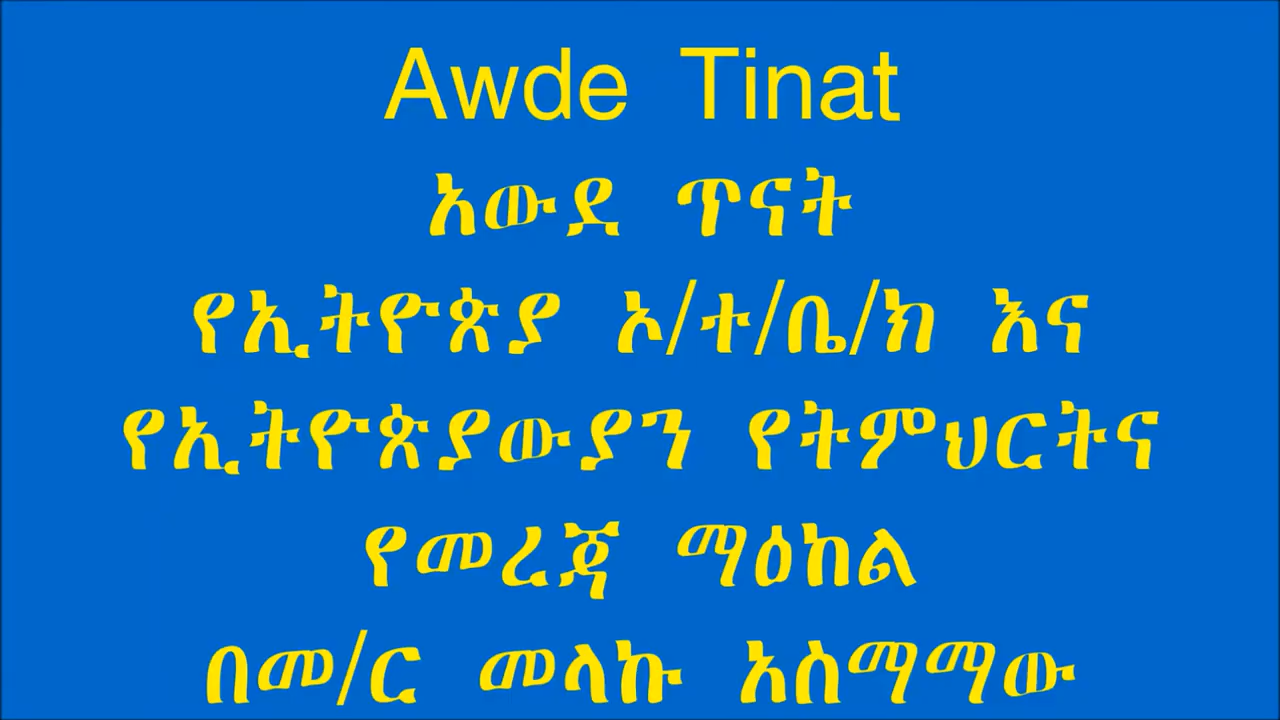 Awde Tinat
አውደ ጥናት
የኢትዮጵያ ኦ/ተ/ቤ/ክ እና
የኢትዮጵያውያን የትምህርትና
የመረጃ ማዕከል
በመ/ር መላኩ አስማማው